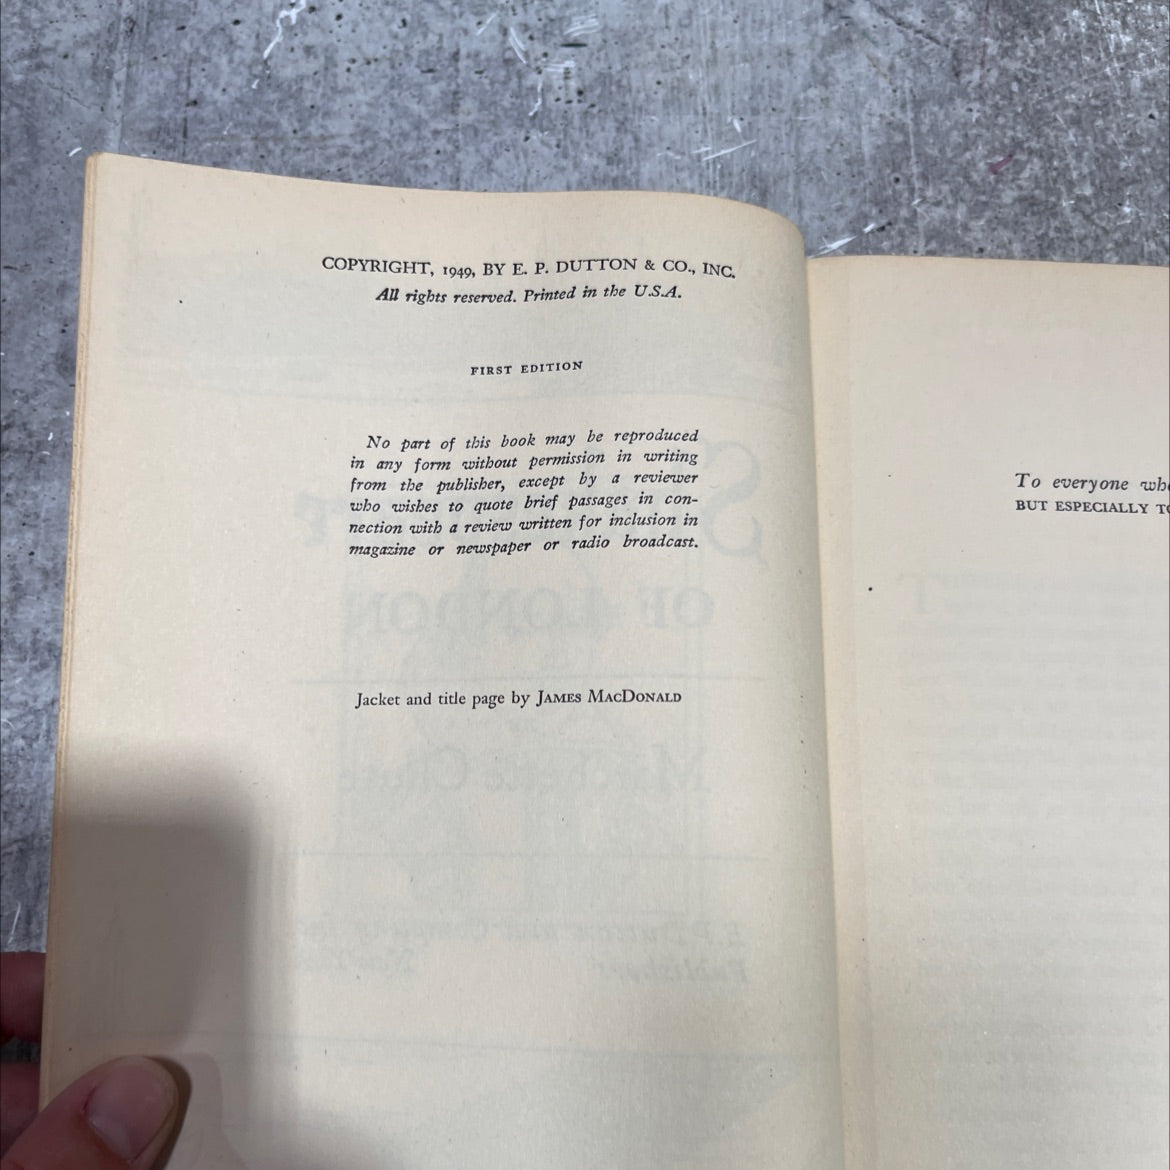 COPYRIGHT, 1949, BY E. P. DUTTON & CO., INC.
All rights reserved. Printed in the U.S.A.
FIRST EDITION
No part of this book may be reproduced
in any form without permission in writing
from the publisher, except by a reviewer
who wishes to quote brief passages in con-
nection with a review written for inclusion in
magazine or newspaper or radio broadcast.
Jacket and title page by JAMES MACDONALD
To everyone who
BUT ESPECIALLY TO